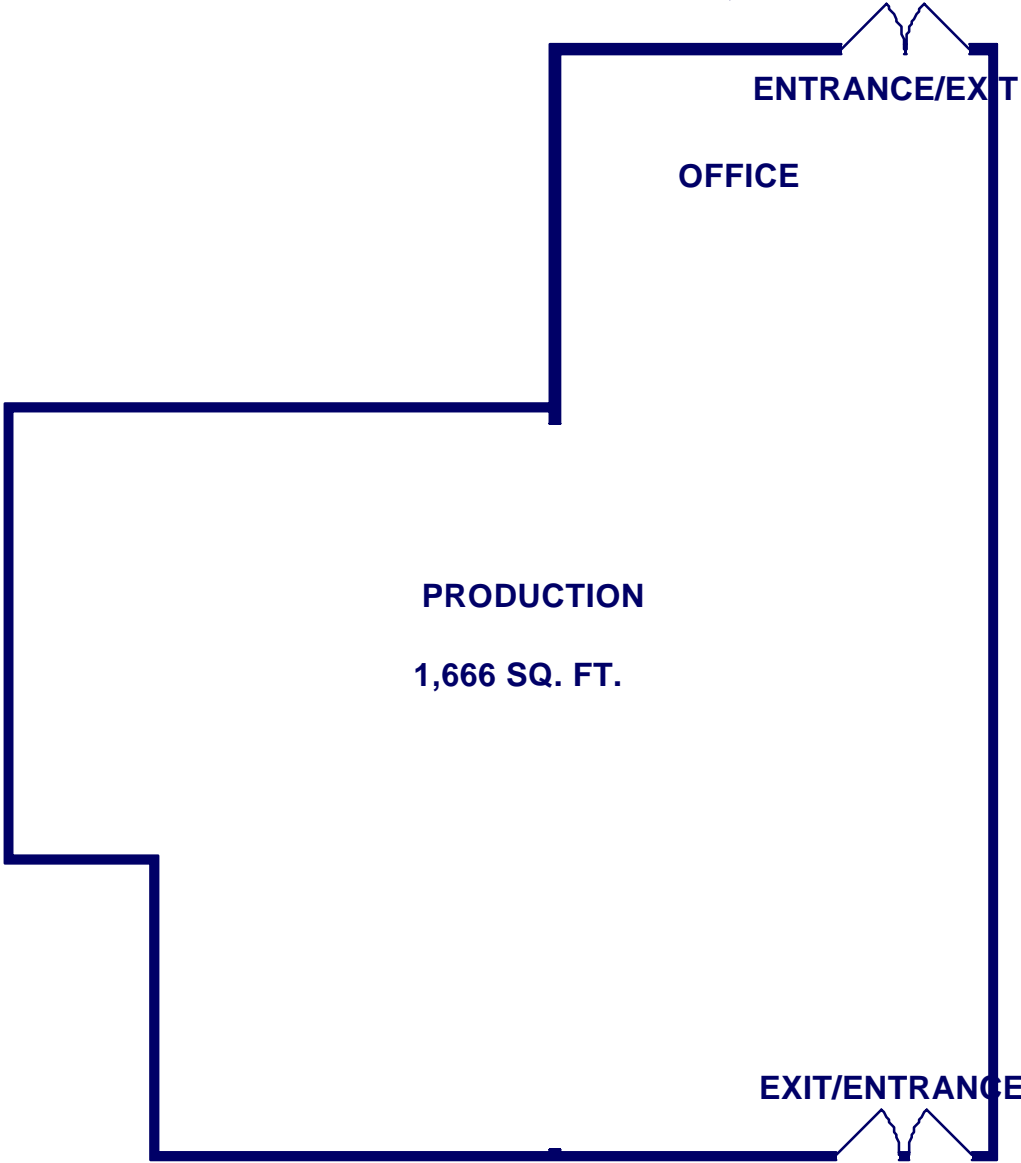 ENTRANCE/EXIT
OFFICE
PRODUCTION
1,666 SQ. FT.
EXIT/ENTRANCE